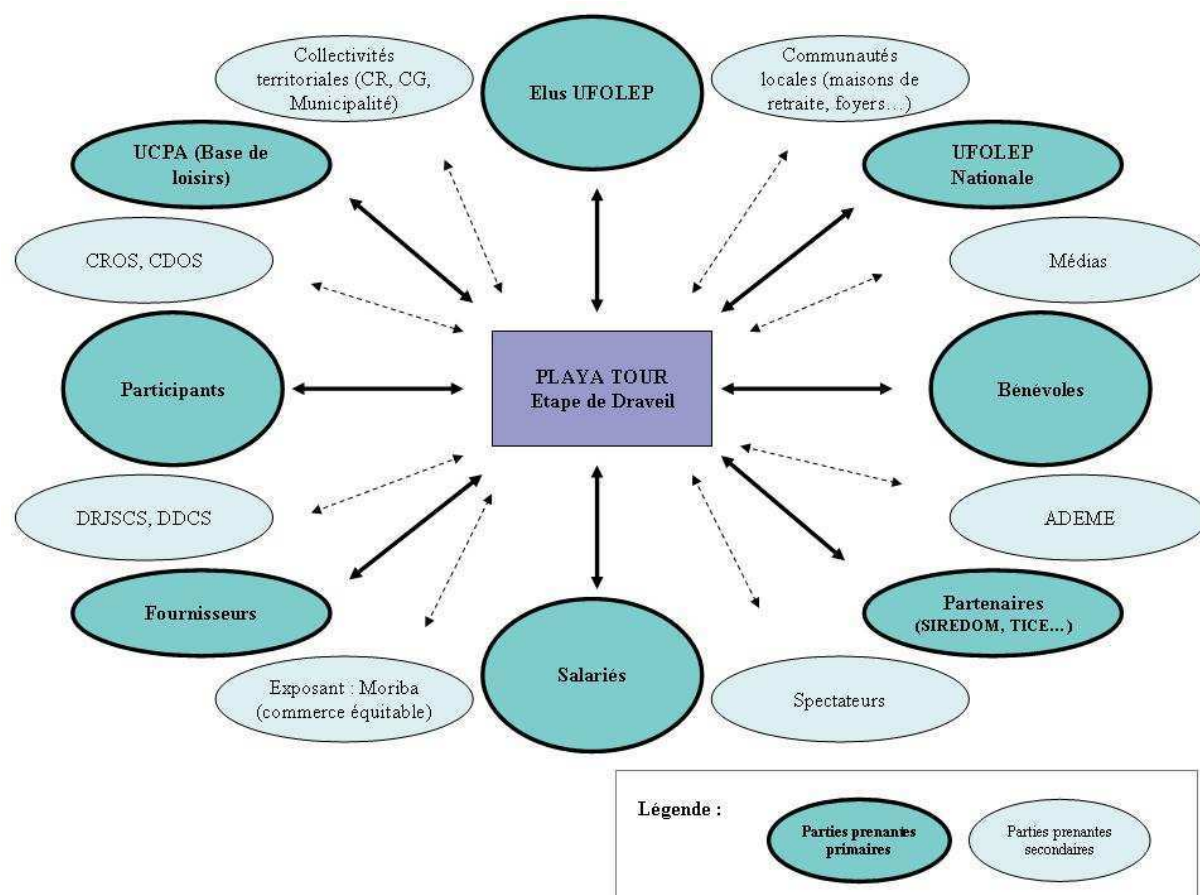 Collectivités
territoriales (CR, CG,
Municipalité)
Elus UFOLEP
Communautés
locales (maisons de
retraite, foyers…)
UCPA (Base de
loisirs)
UFOLEP
Nationale
CROS, CDOS
Médias
Participants
PLAYA TOUR
Etape de Draveil
Bénévoles
DRJSCS, DDCS
ADEME
Fournisseurs
Partenaires
(SIREDOM, TICE…)
Exposant : Moriba
(commerce équitable)
Salariés
Spectateurs
Légende :
Parties prenantes
primaires
Parties prenantes
secondaires